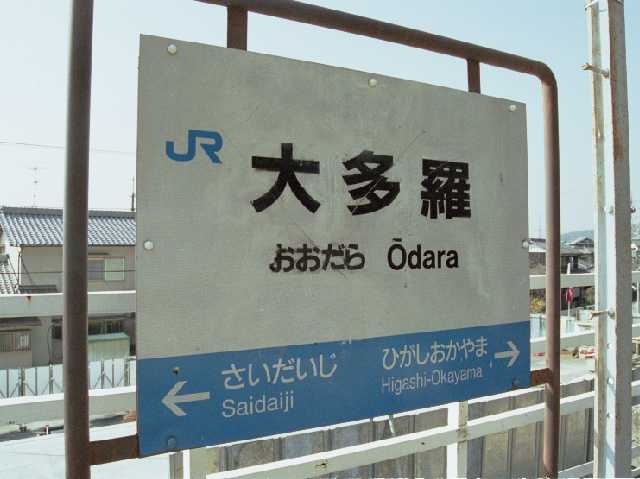 JR
大多羅
おおだら Ōdara
← さいだいじ
Saidaiji
ひがしおかやま →
Higashi-Okayama